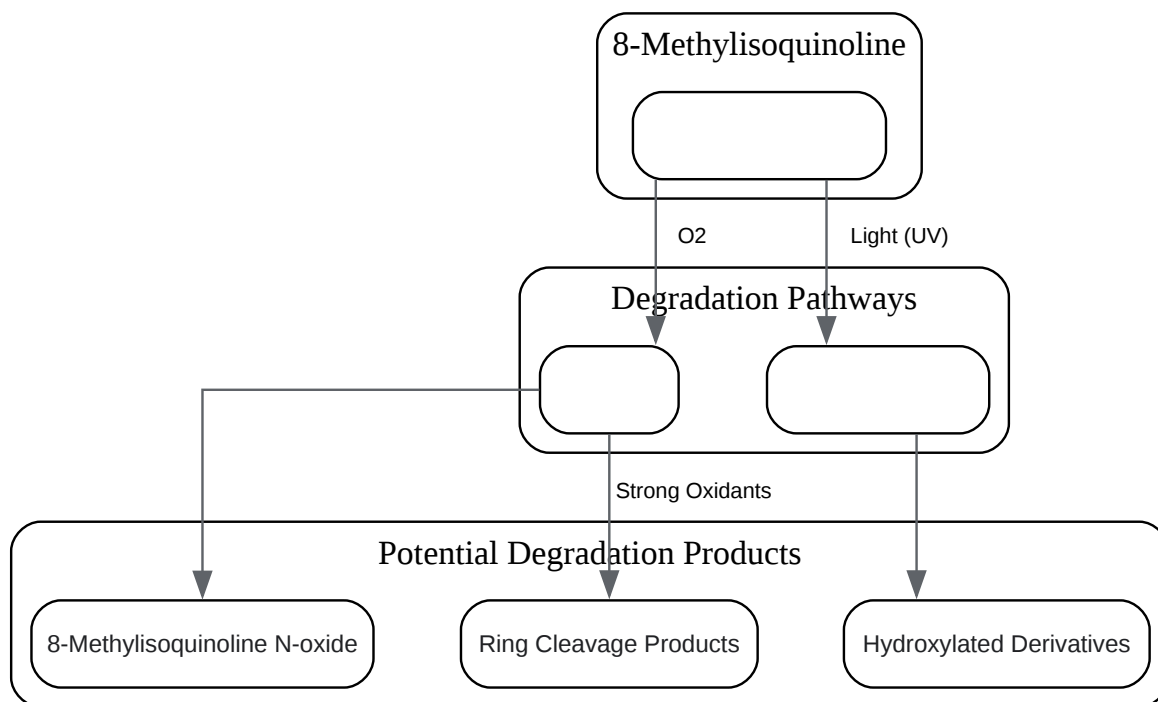 8-Methylisoquinoline
O2
Light (UV)
Degradation Pathways
Strong Oxidants
Potential Degradation Products
8-Methylisoquinoline N-oxide
Ring Cleavage Products
Hydroxylated Derivatives